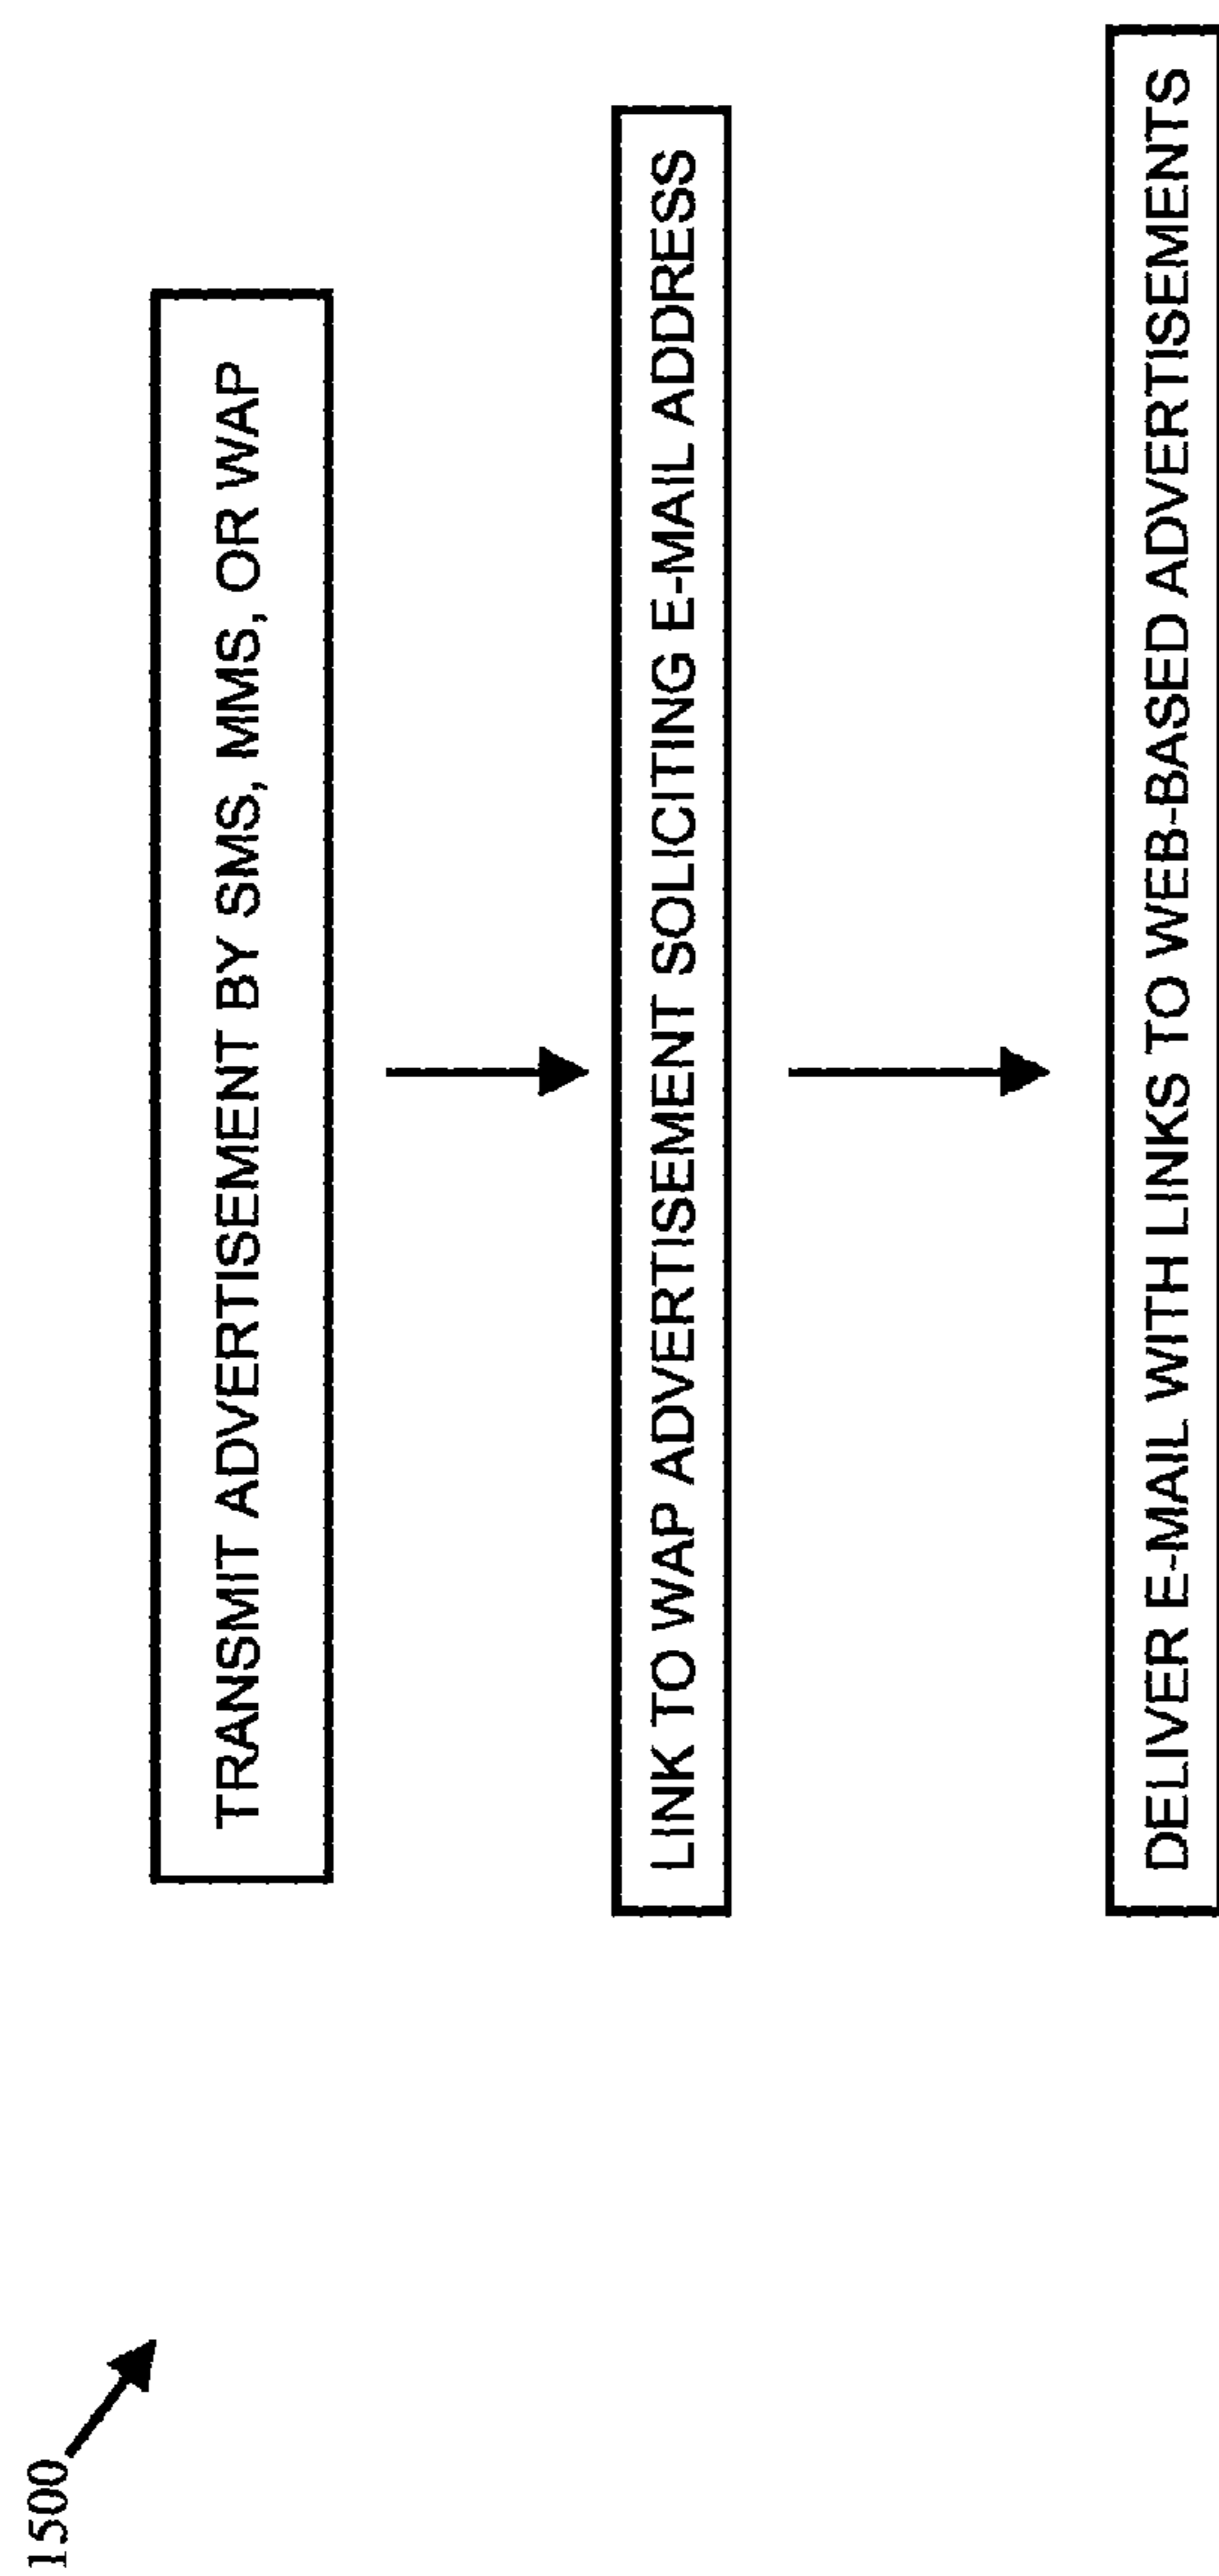 1500
TRANSMIT ADVERTISEMENT BY SMS, MMS, OR WAP
LINK TO WAP ADVERTISEMENT SOLICITING E-MAIL ADDRESS
DELIVER E-MAIL WITH LINKS TO WEB-BASED ADVERTISEMENTS